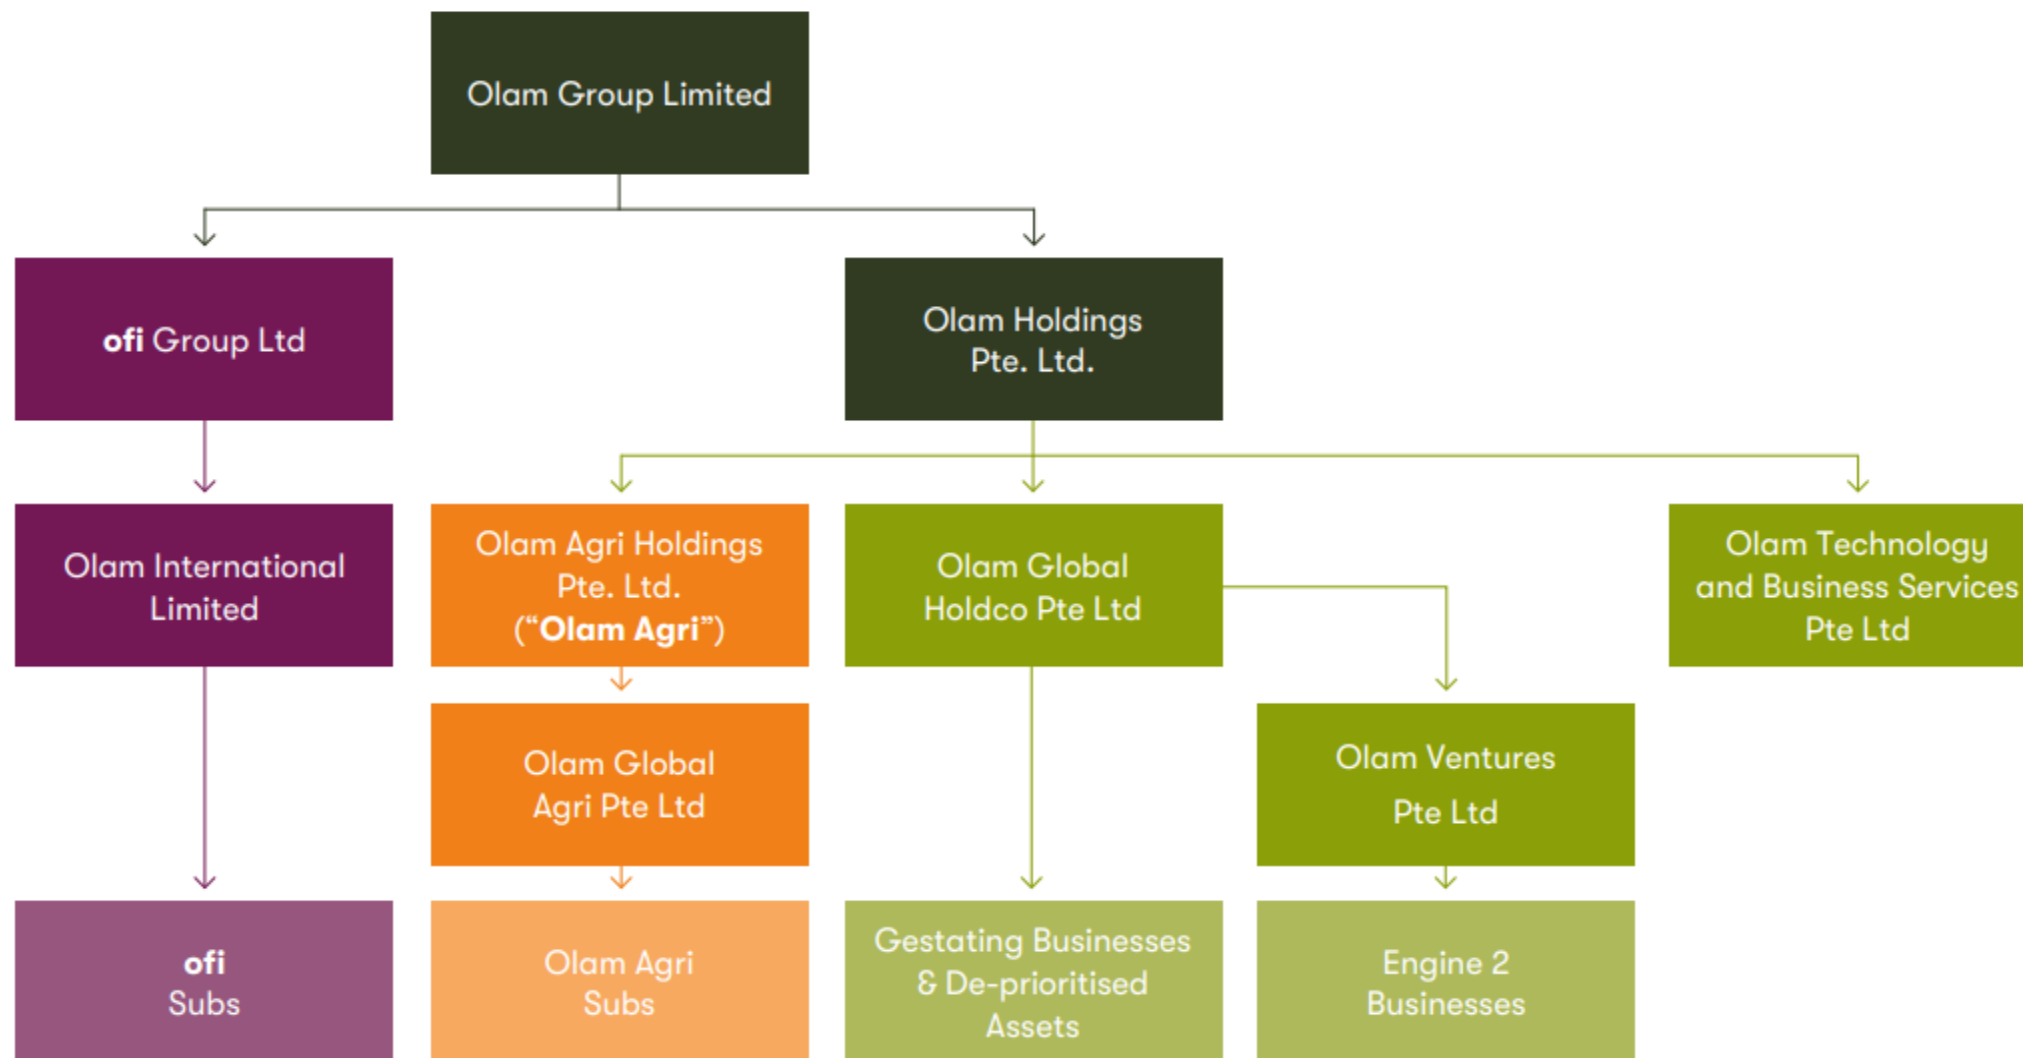 Olam Group Limited
ofi Group Ltd
Olam Holdings
Pte. Ltd.
Olam International
Limited
Olam Agri Holdings
Pte. Ltd.
(“Olam Agri”)
Olam Global
Holdco Pte Ltd
Olam Technology
and Business Services
Pte Ltd
Olam Global
Agri Pte Ltd
Olam Ventures
Pte Ltd
ofi
Subs
Olam Agri
Subs
Gestating Businesses
& De-prioritised
Assets
Engine 2
Businesses